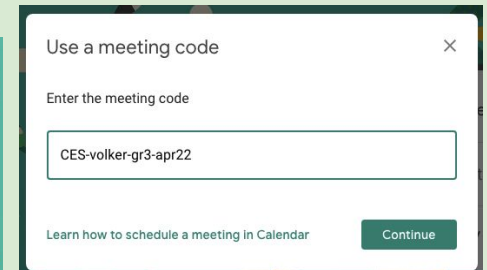 Use a meeting code
Enter the meeting code
CES-volker-gr3-apr22
Learn how to schedule a meeting in Calendar
Continue